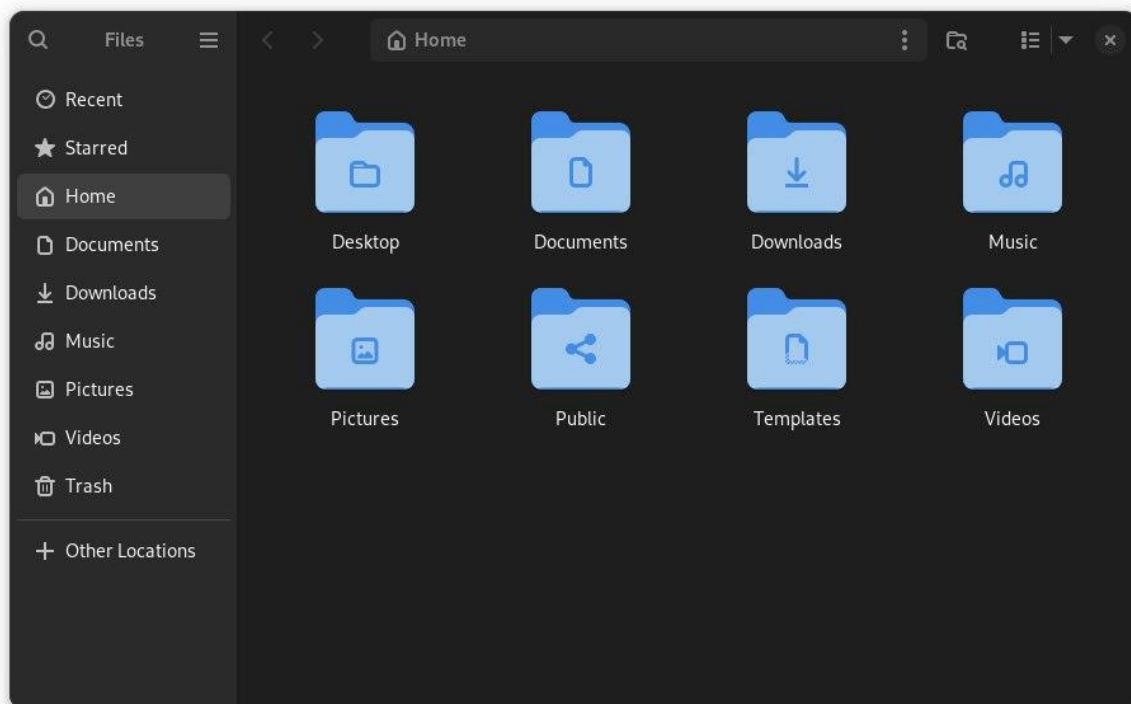 Files
Home
Recent
Starred
Home
Documents
Downloads
Music
Pictures
Videos
Trash
Other Locations
Desktop
Documents
Downloads
Music
Pictures
Public
Templates
Videos